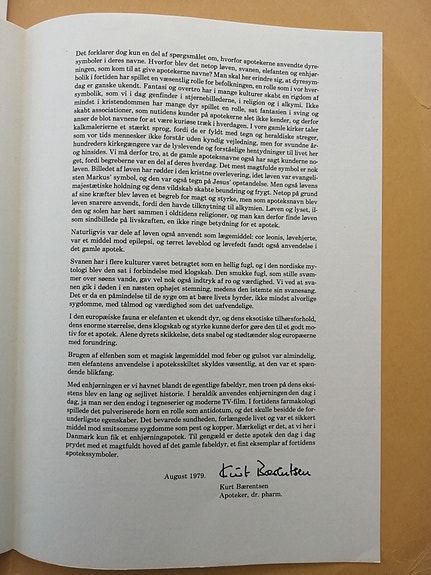 Det forklarer dog kun en del af spørgsmålet om, hvorfor apotekerne anvendte dyre-
symboler i deres navne. Hvorfor blev det netop løven, svanen, elefanten og enhjør-
ningen, som kom til at give apotekerne navne? Man skal her erindre sig, at dyresym-
bolik i fortiden har spillet en væsentlig rolle for befolkningen, en rolle som i vor hver-
dag er ganske ukendt. Fantasi og overtro har i mange kulturer skabt en rigdom af
symbolik, som vi i dag genfinder i stjernebillederne, i religion og i alkymi. Ikke
mindst i kristendommen har mange dyr spillet en rolle, sat fantasien i sving og
skabt associationer, som nutidens kunder på apotekerne slet ikke kender, og derfor
anser de blot navnene for at være kuriøse træk i hverdagen. I vore gamle kirker taler
kalkmalerierne et stærkt sprog, fordi de er fyldt med tegn og heraldiske streger,
som vor tids mennesker ikke forstår uden kyndig vejledning, men for svundne år-
hundreders kirkegængere var de lyslevende og forståelige hentydninger til livet her
og hinsides. Vi må derfor tro, at de gamle apoteksnavne også har sagt kunderne no-
get, fordi begreberne var en del af deres hverdag. Det mest magtfulde symbol er nok
løven. Billedet af løven har rødder i den kristne overlevering, idet løven var evangeli-
sten Markus' symbol, og den var også tegn på Jesus' opstandelse. Men også løvens
majestætiske holdning og dens vildskab skabte beundring og frygt. Netop på grund
af sine kræfter blev løven et begreb for magt og styrke, men som apoteksnavn blev
løven snarere anvendt, fordi den havde tilknytning til alkymien. Løven og lyset, il-
den og solen har hørt sammen i oldtidens religioner, og man kan derfor finde løven
som sindbillede på livskraften, en ikke ringe betydning for et apotek.
Naturligvis var dele af løven også anvendt som lægemiddel: cor leonis, løvehjerte,
var et middel mod epilepsi, og tørret løveblod og løvefedt fandt også anvendelse i
det gamle apotek.
Svanen har i flere kulturer været betragtet som en hellig fugl, og i den nordiske my-
tologi blev den sat i forbindelse med klogskab. Den smukke fugl, som stille svøm-
mer over søens vande, gav vel nok også indtryk af ro og værdighed. Vi ved at sva-
nen gik i døden i en næsten ophøjet stemning, medens den istemte sin svanesang.
Det er da en påmindelse til de syge om at bære livets byrder, ikke mindst alvorlige
sygdomme, med tålmod og værdighed som det uafvendelige.
I den europæiske fauna er elefanten et ukendt dyr, og dens eksotiske tilhørsforhold,
dens enorme størrelse, dens klogskab og styrke kunne derfor gøre den til et godt mo-
tiv for et apotek. Alene dyrets skikkelse, dets snabel og stødtænder slog europæerne
med forundring.
Brugen af elfenben som et magisk lægemiddel mod feber og gulsot var almindelig,
men elefantens anvendelse i apoteksskiltet skyldes væsentlig, at den var et spæn-
dende blikfang.
Med enhjørningen er vi havnet blandt de egentlige fabeldyr, men troen på dens eksi-
stens blev en lang og sejlivet historie. I heraldik anvendes enhjørningen den dag i
dag, ja man ser den endog i tegneserier og moderne TV-film. I fortidens farmakologi
spillede det pulveriserede horn en rolle som antidotum, og det skulle besidde de for-
underligste egenskaber. Det bevarede sundheden, forlængede livet og var et sikkert
middel mod smitsomme sygdomme som pest og kopper. Mærkeligt er det, at vi her i
Danmark kun fik et enhjørningapotek. Til gengæld er dette apotek den dag i dag
prydet med et magtfuldt hoved af det gamle fabeldyr, et fint eksemplar af fortidens
apotekssymboler.
August 1979. Kurt Bærentsen
Kurt Bærentsen
Apoteker, dr. pharm.